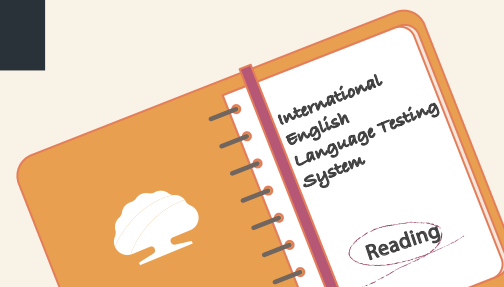 International
English
Language Testing
System
Reading